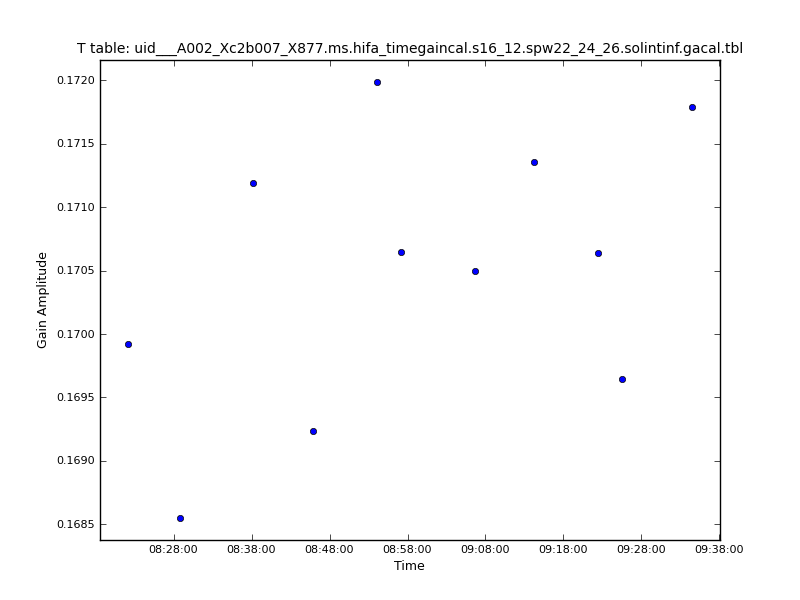 T table: uid___A002_Xc2b007_X877.ms.hifa_timegaincal.s16_12.spw22_24_26.solintinf.gacal.tbl
0.1720
0.1715
0.1710
0.1705
0.1700
0.1695
0.1690
0.1685
Gain Amplitude
08:28:00 08:38:00 08:48:00 08:58:00 09:08:00 09:18:00 09:28:00 09:38:00
Time